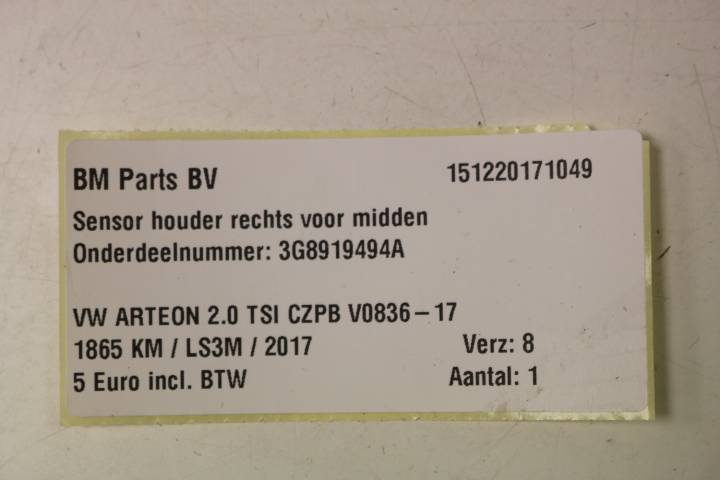 BM Parts BV 151220171049
Sensor houder rechts voor midden
Onderdeelnummer: 3G8919494A
VW ARTEON 2.0 TSI CZPB V0836-17
1865 KM / LS3M / 2017 Verz: 8
5 Euro incl. BTW Aantal: 1